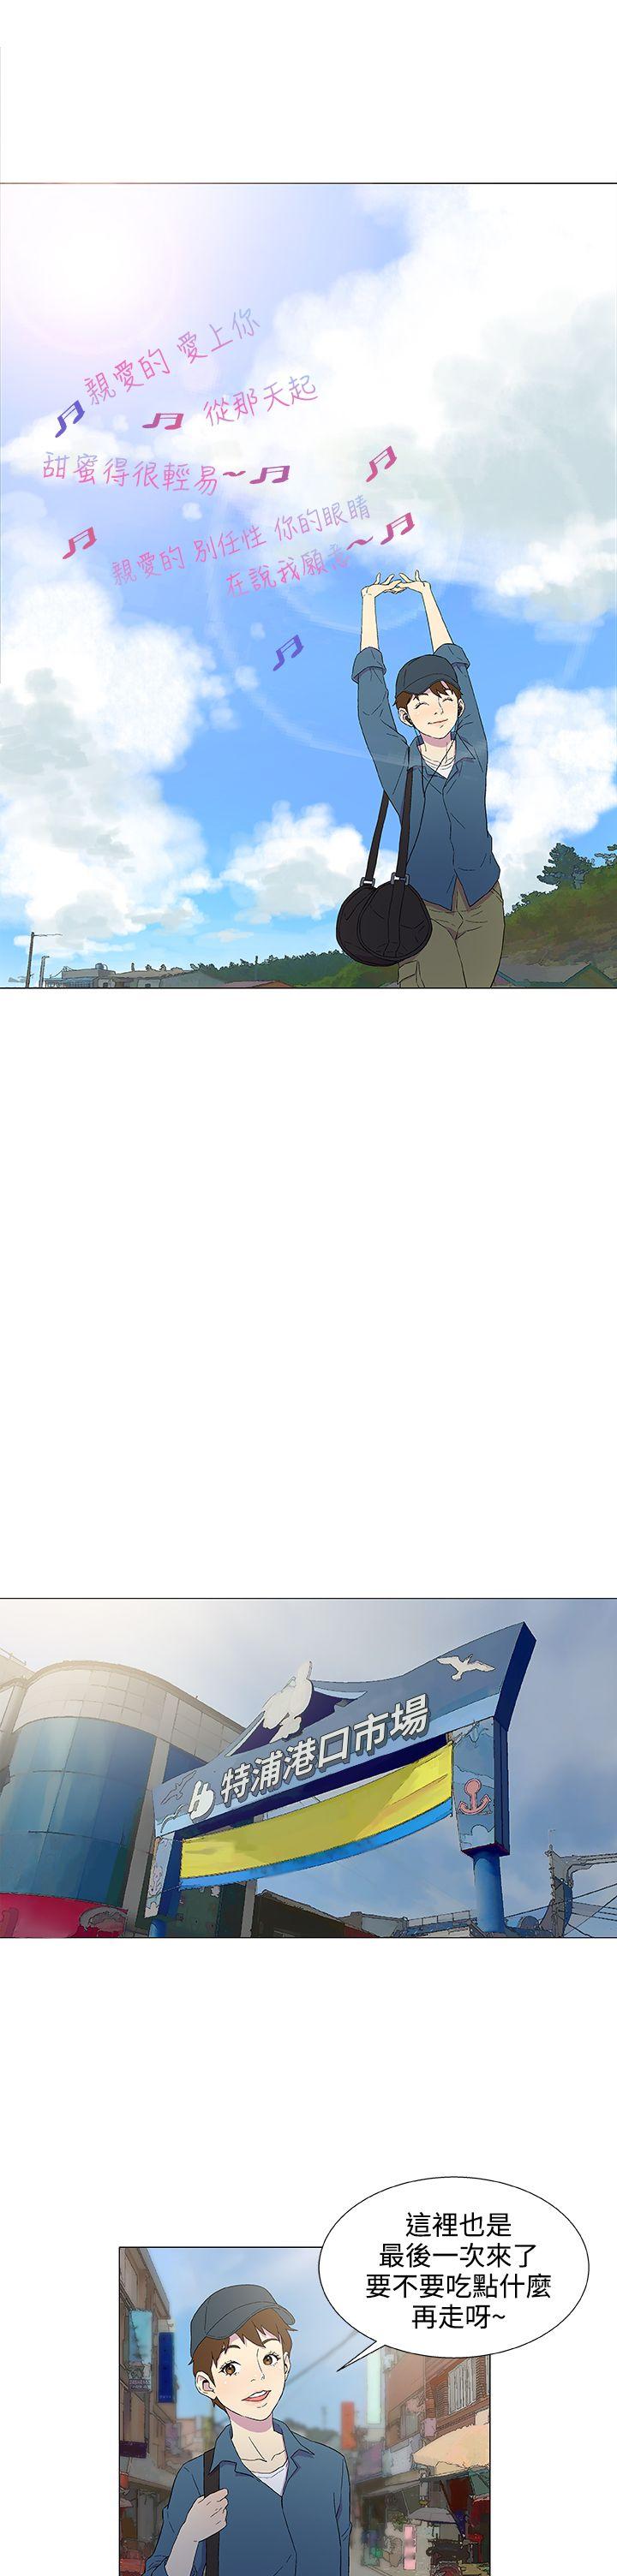 親愛的 愛上你
從那天起
甜蜜得很輕易~
親愛的 別任性 你的眼睛
在說我願意~
特浦港口市場
這裡也是
最後一次來了
要不要吃點什麼
再走呀~